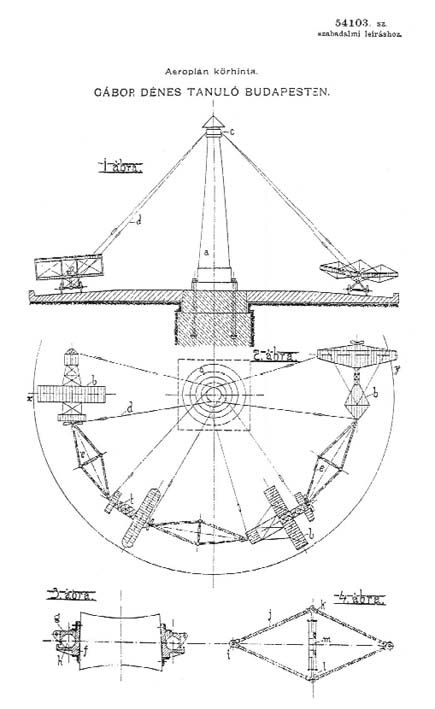 54103. sz.
szabadalmi leíráshoz.
Aeroplán körhinta.
GÁBOR DÉNES TANULÓ BUDAPESTEN.
1 ábra.
c
d
a
2 ábra.
b
b
x
y
d
e
b
b
3 ábra.
4. ábra.
g
k
f
j
k
m
i
l